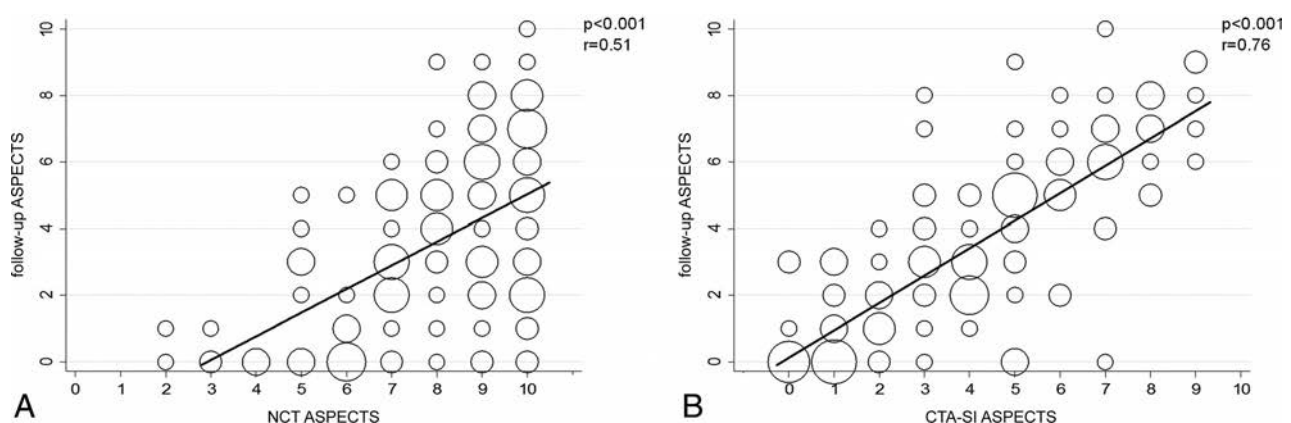 p<0.001
r=0.51
follow-up ASPECTS
10
8
6
4
2
0
0 1 2 3 4 5 6 7 8 9 10
NCT ASPECTS
A
p<0.001
r=0.76
follow-up ASPECTS
10
8
6
4
2
0
0 1 2 3 4 5 6 7 8 9 10
CTA-SI ASPECTS
B